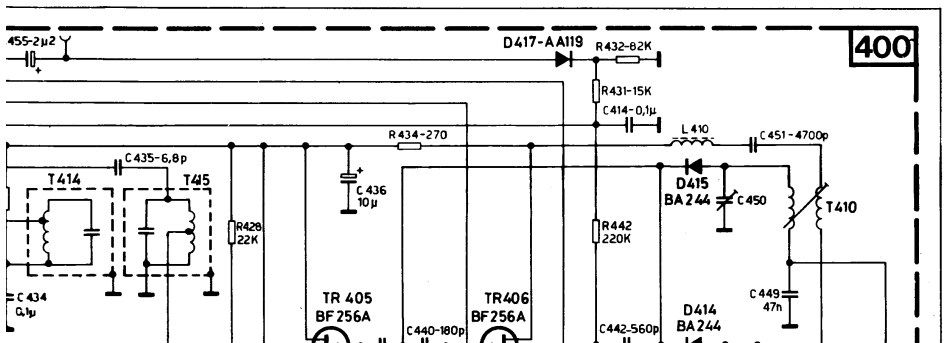 455-2µ2
+
D417-AA119
R432-82K
400
R431-15K
C414-0,1µ
R434-270
L410
C451-4700p
C435-6,8p
T414
T415
+
C436
10µ
D415
BA244
C450
T410
R428
22K
R442
220K
C434
0,1µ
TR 405
BF256A
C440-180p
TR406
BF256A
C442-560p
D414
BA244
C449
47n